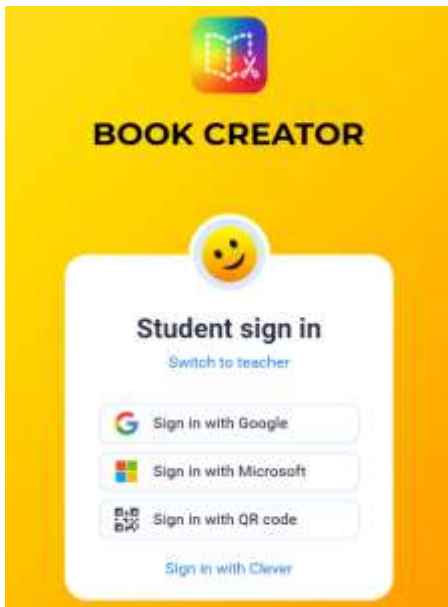 BOOK CREATOR
Student sign in
Switch to teacher
Sign in with Google
Sign in with Microsoft
Sign in with QR code
Sign in with Clever